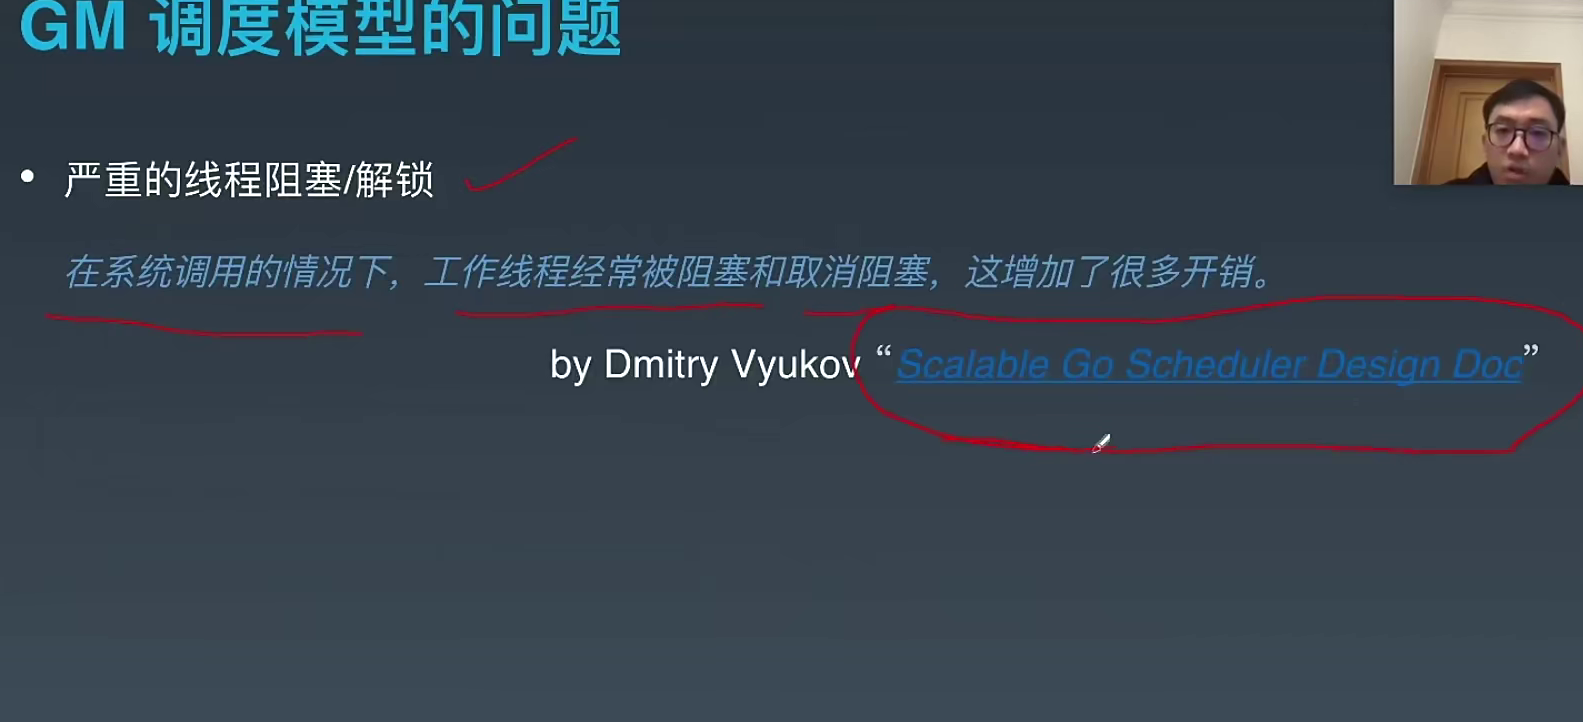 GM 调度模型的问题
• 严重的线程阻塞/解锁
在系统调用的情况下，工作线程经常被阻塞和取消阻塞，这增加了很多开销。
by Dmitry Vyukov “Scalable Go Scheduler Design Doc”